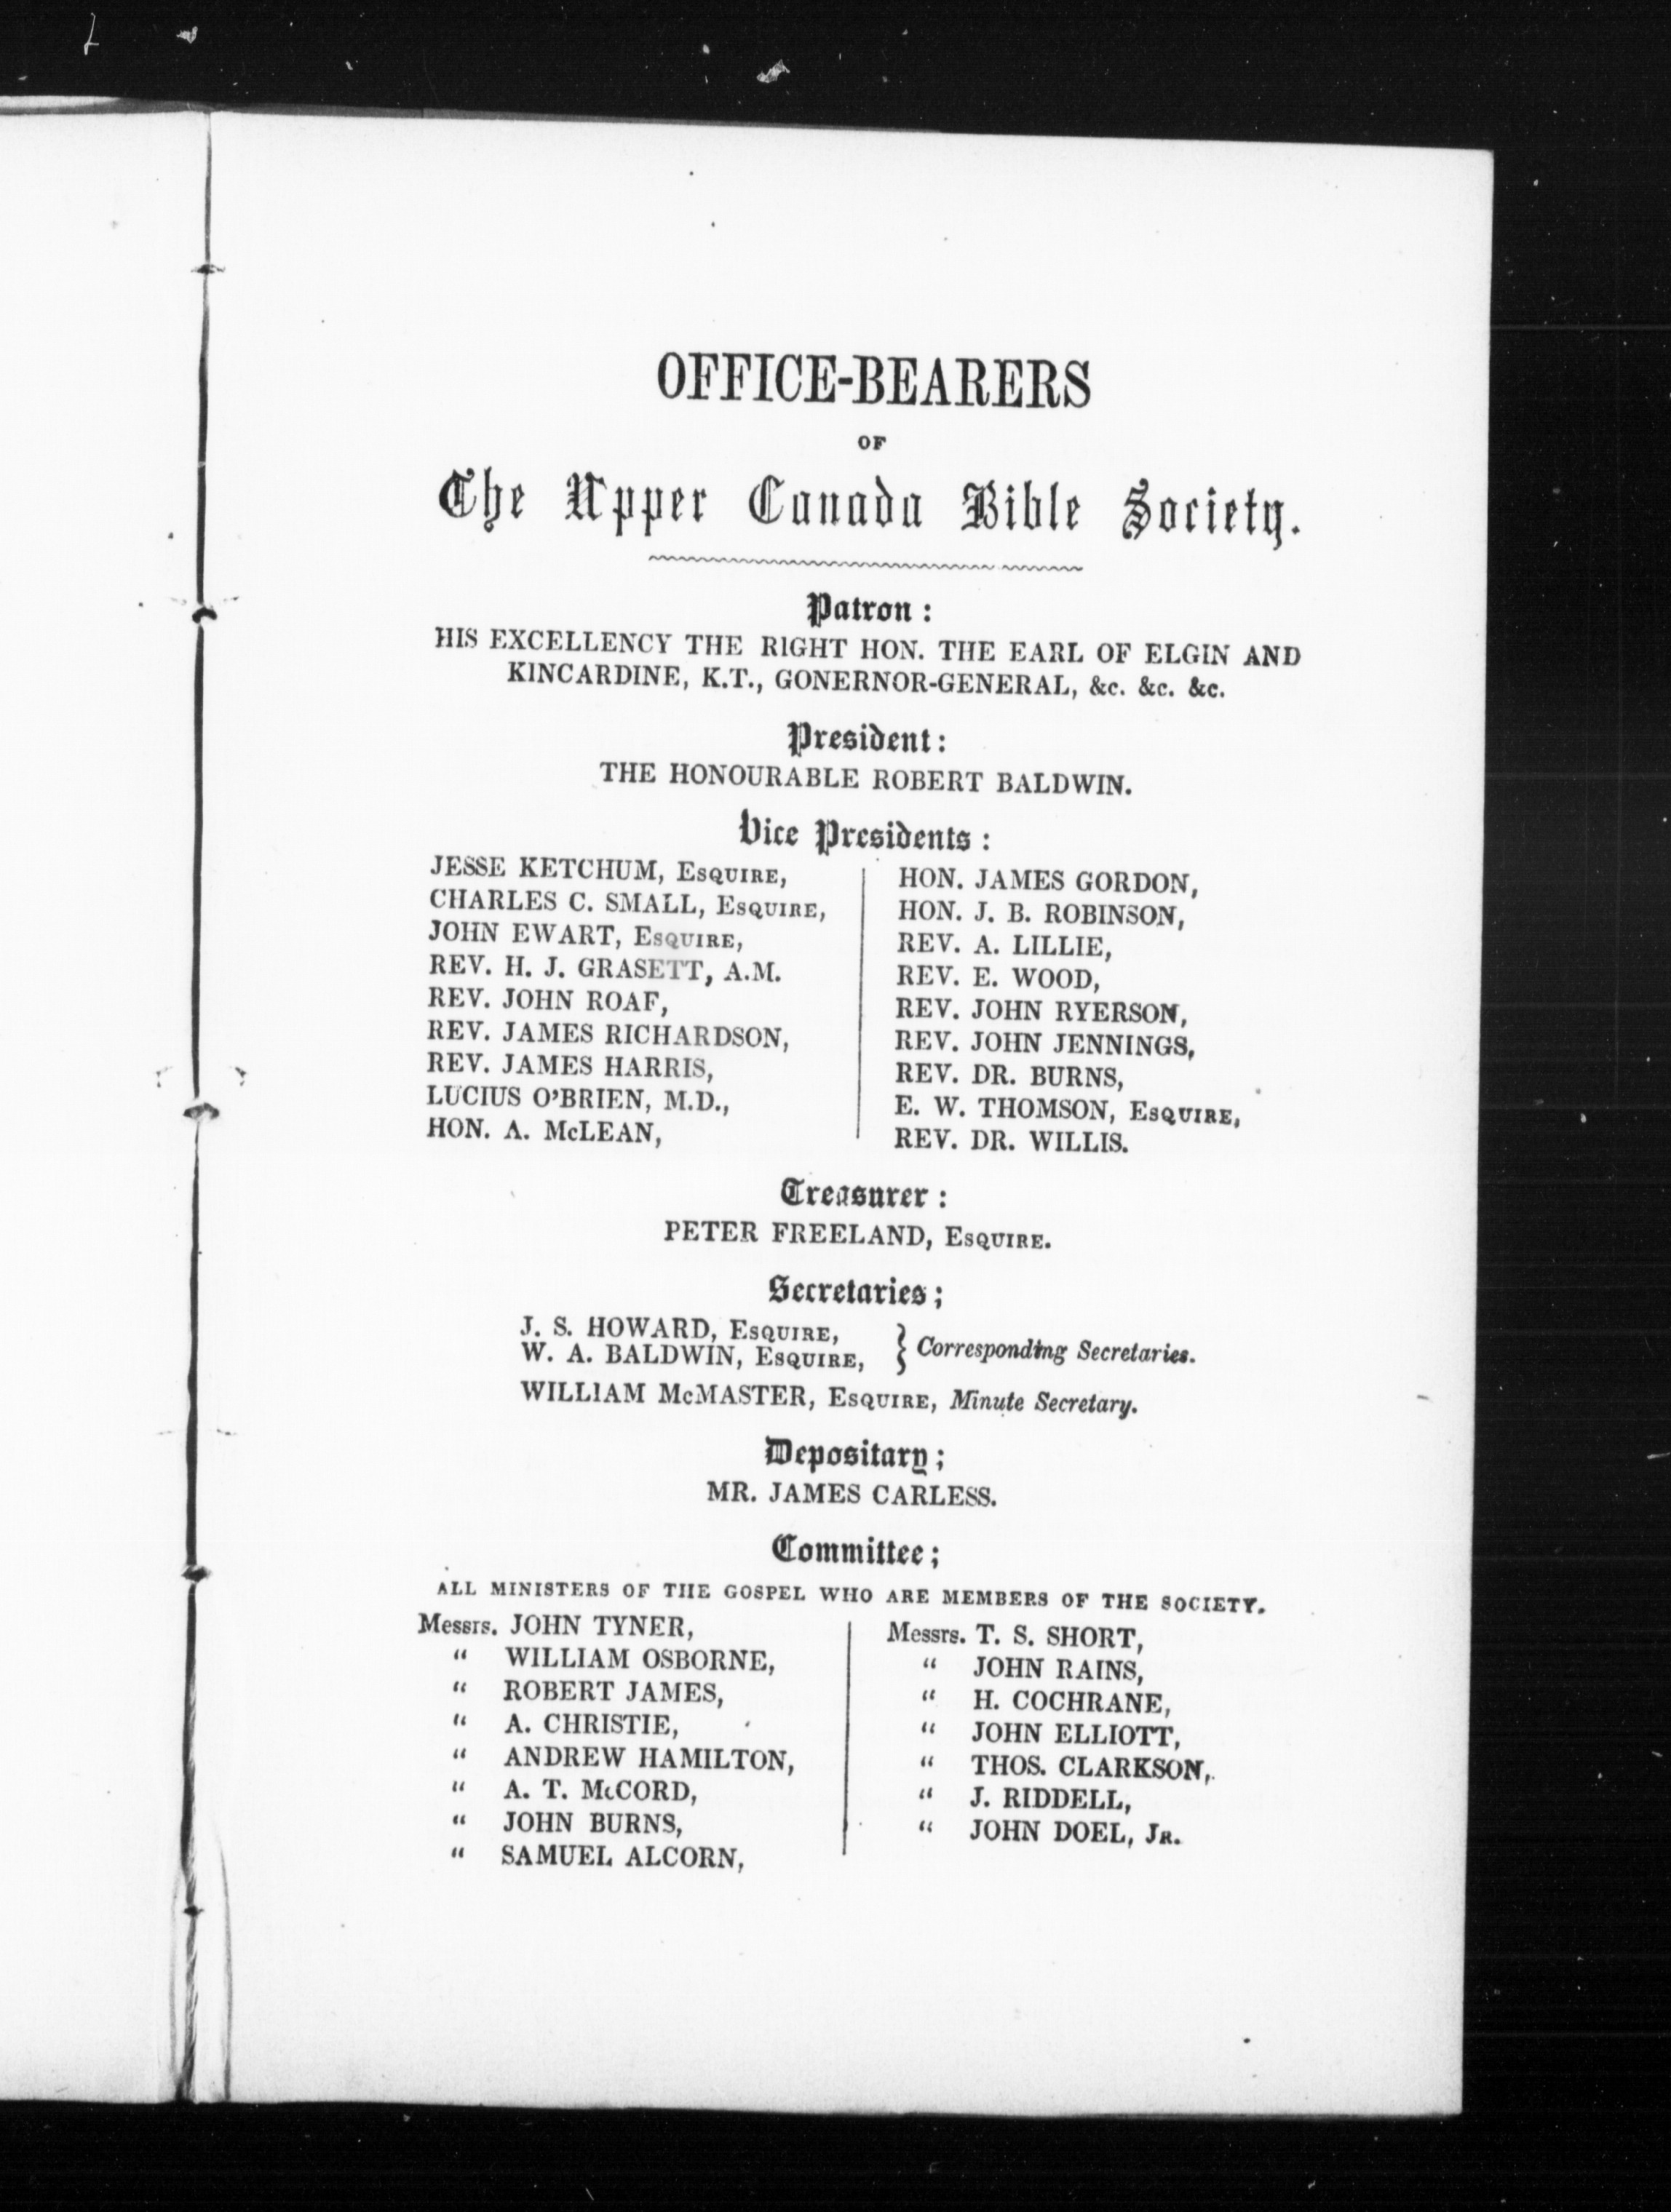 OFFICE-BEARERS
OF
The Upper Canada Bible Society.
Patron:
HIS EXCELLENCY THE RIGHT HON. THE EARL OF ELGIN AND
KINCARDINE, K.T., GONERNOR-GENERAL, &c. &c. &c.
President:
THE HONOURABLE ROBERT BALDWIN.
Vice Presidents:
JESSE KETCHUM, ESQUIRE,
CHARLES C. SMALL, ESQUIRE,
JOHN EWART, ESQUIRE,
REV. H. J. GRASETT, A.M.
REV. JOHN ROAF,
REV. JAMES RICHARDSON,
REV. JAMES HARRIS,
LUCIUS O'BRIEN, M.D.,
HON. A. McLEAN,
HON. JAMES GORDON,
HON. J. B. ROBINSON,
REV. A. LILLIE,
REV. E. WOOD,
REV. JOHN RYERSON,
REV. JOHN JENNINGS,
REV. DR. BURNS,
E. W. THOMSON, ESQUIRE,
REV. DR. WILLIS.
Treasurer:
PETER FREELAND, ESQUIRE.
Secretaries;
J. S. HOWARD, ESQUIRE,
W. A. BALDWIN, ESQUIRE,
} Corresponding Secretaries.
WILLIAM McMASTER, ESQUIRE, Minute Secretary.
Depositary;
MR. JAMES CARLESS.
Committee;
ALL MINISTERS OF THE GOSPEL WHO ARE MEMBERS OF THE SOCIETY.
Messrs. JOHN TYNER,
" WILLIAM OSBORNE,
" ROBERT JAMES,
" A. CHRISTIE,
" ANDREW HAMILTON,
" A. T. McCORD,
" JOHN BURNS,
" SAMUEL ALCORN,
Messrs. T. S. SHORT,
" JOHN RAINS,
" H. COCHRANE,
" JOHN ELLIOTT,
" THOS. CLARKSON,
" J. RIDDELL,
" JOHN DOEL, JR.